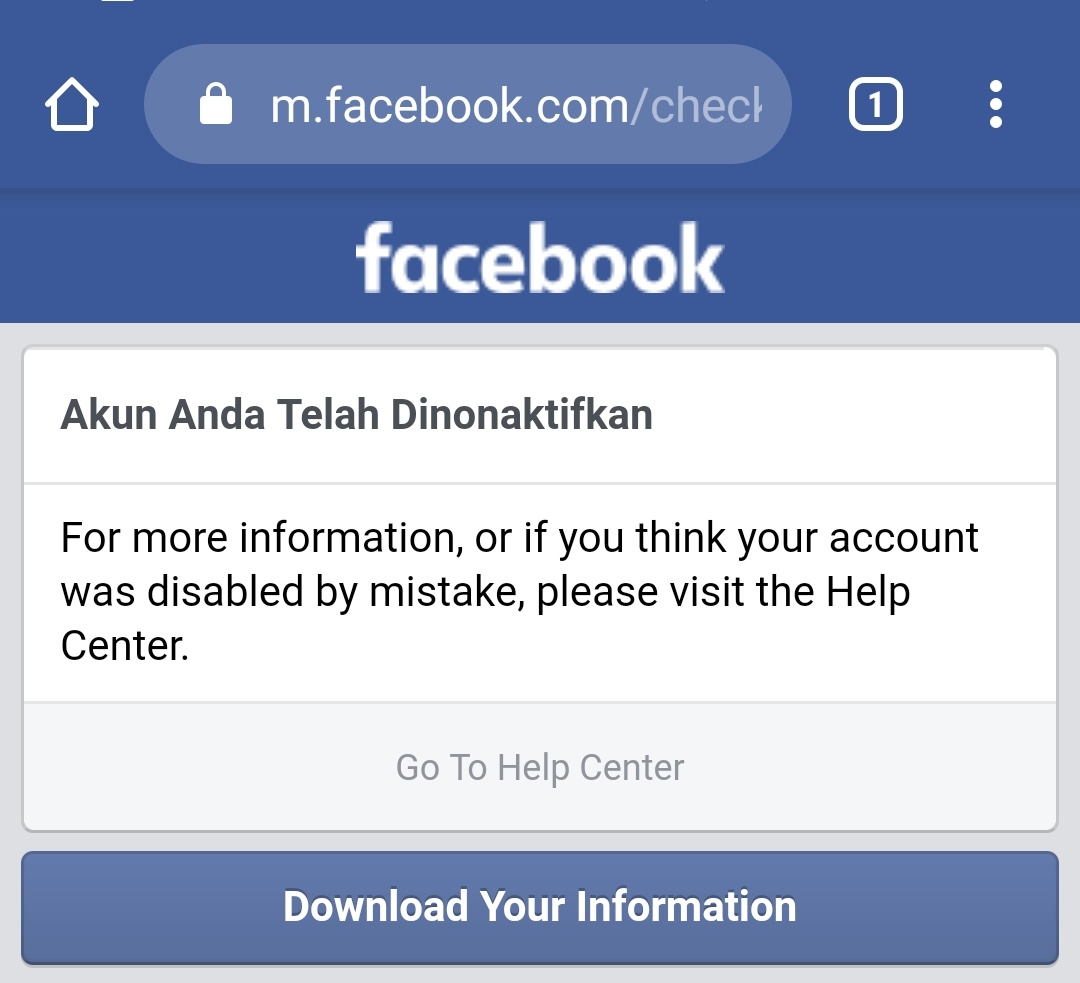 m.facebook.com/check
1
facebook
Akun Anda Telah Dinonaktifkan
For more information, or if you think your account
was disabled by mistake, please visit the Help
Center.
Go To Help Center
Download Your Information